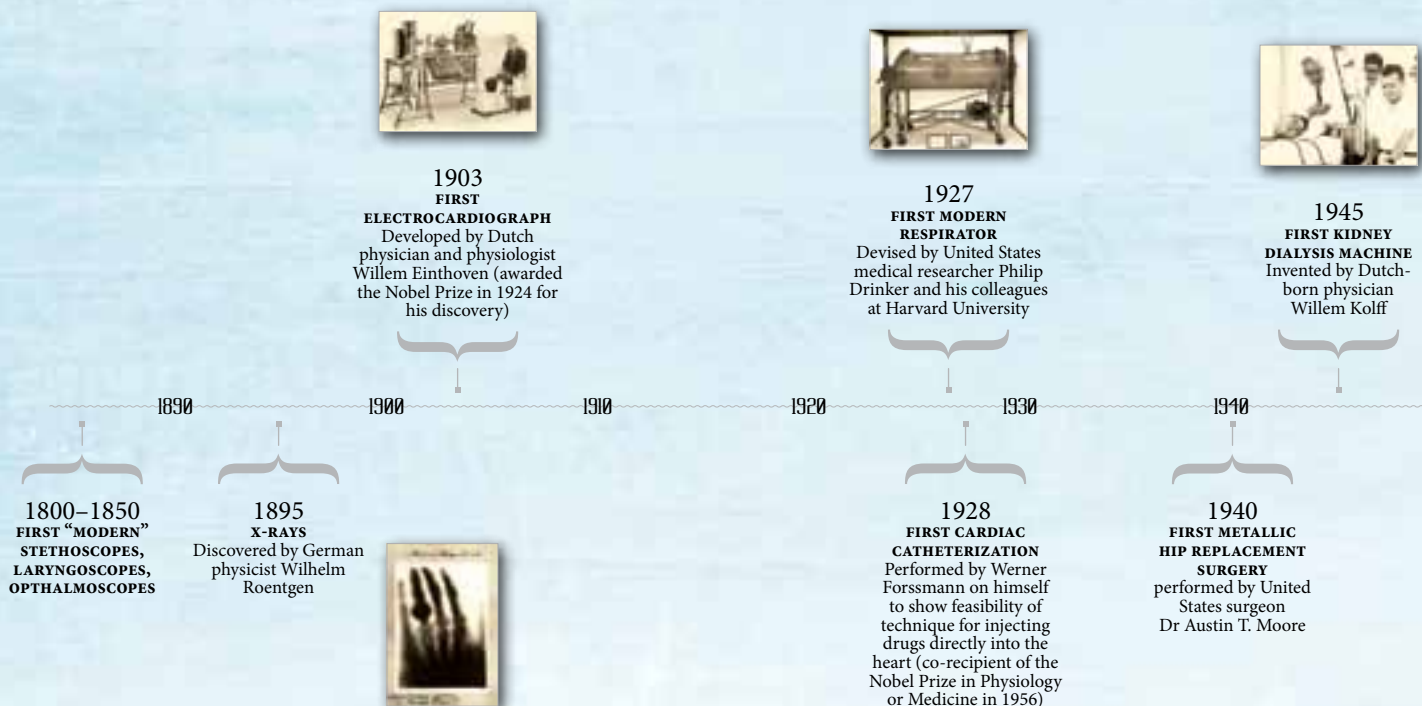 1903
FIRST
ELECTROCARDIOGRAPH
Developed by Dutch
physician and physiologist
Willem Einthoven (awarded
the Nobel Prize in 1924 for
his discovery)
1927
FIRST MODERN
RESPIRATOR
Devised by United States
medical researcher Philip
Drinker and his colleagues
at Harvard University
1945
FIRST KIDNEY
DIALYSIS MACHINE
Invented by Dutch-
born physician
Willem Kolff
1890 1900 1910 1920 1930 1940
1800–1850
FIRST “MODERN”
STETHOSCOPES,
LARYNGOSCOPES,
OPTHALMOSCOPES
1895
X-RAYS
Discovered by German
physicist Wilhelm
Roentgen
1928
FIRST CARDIAC
CATHETERIZATION
Performed by Werner
Forssmann on himself
to show feasibility of
technique for injecting
drugs directly into the
heart (co-recipient of the
Nobel Prize in Physiology
or Medicine in 1956)
1940
FIRST METALLIC
HIP REPLACEMENT
SURGERY
performed by United
States surgeon
Dr Austin T. Moore